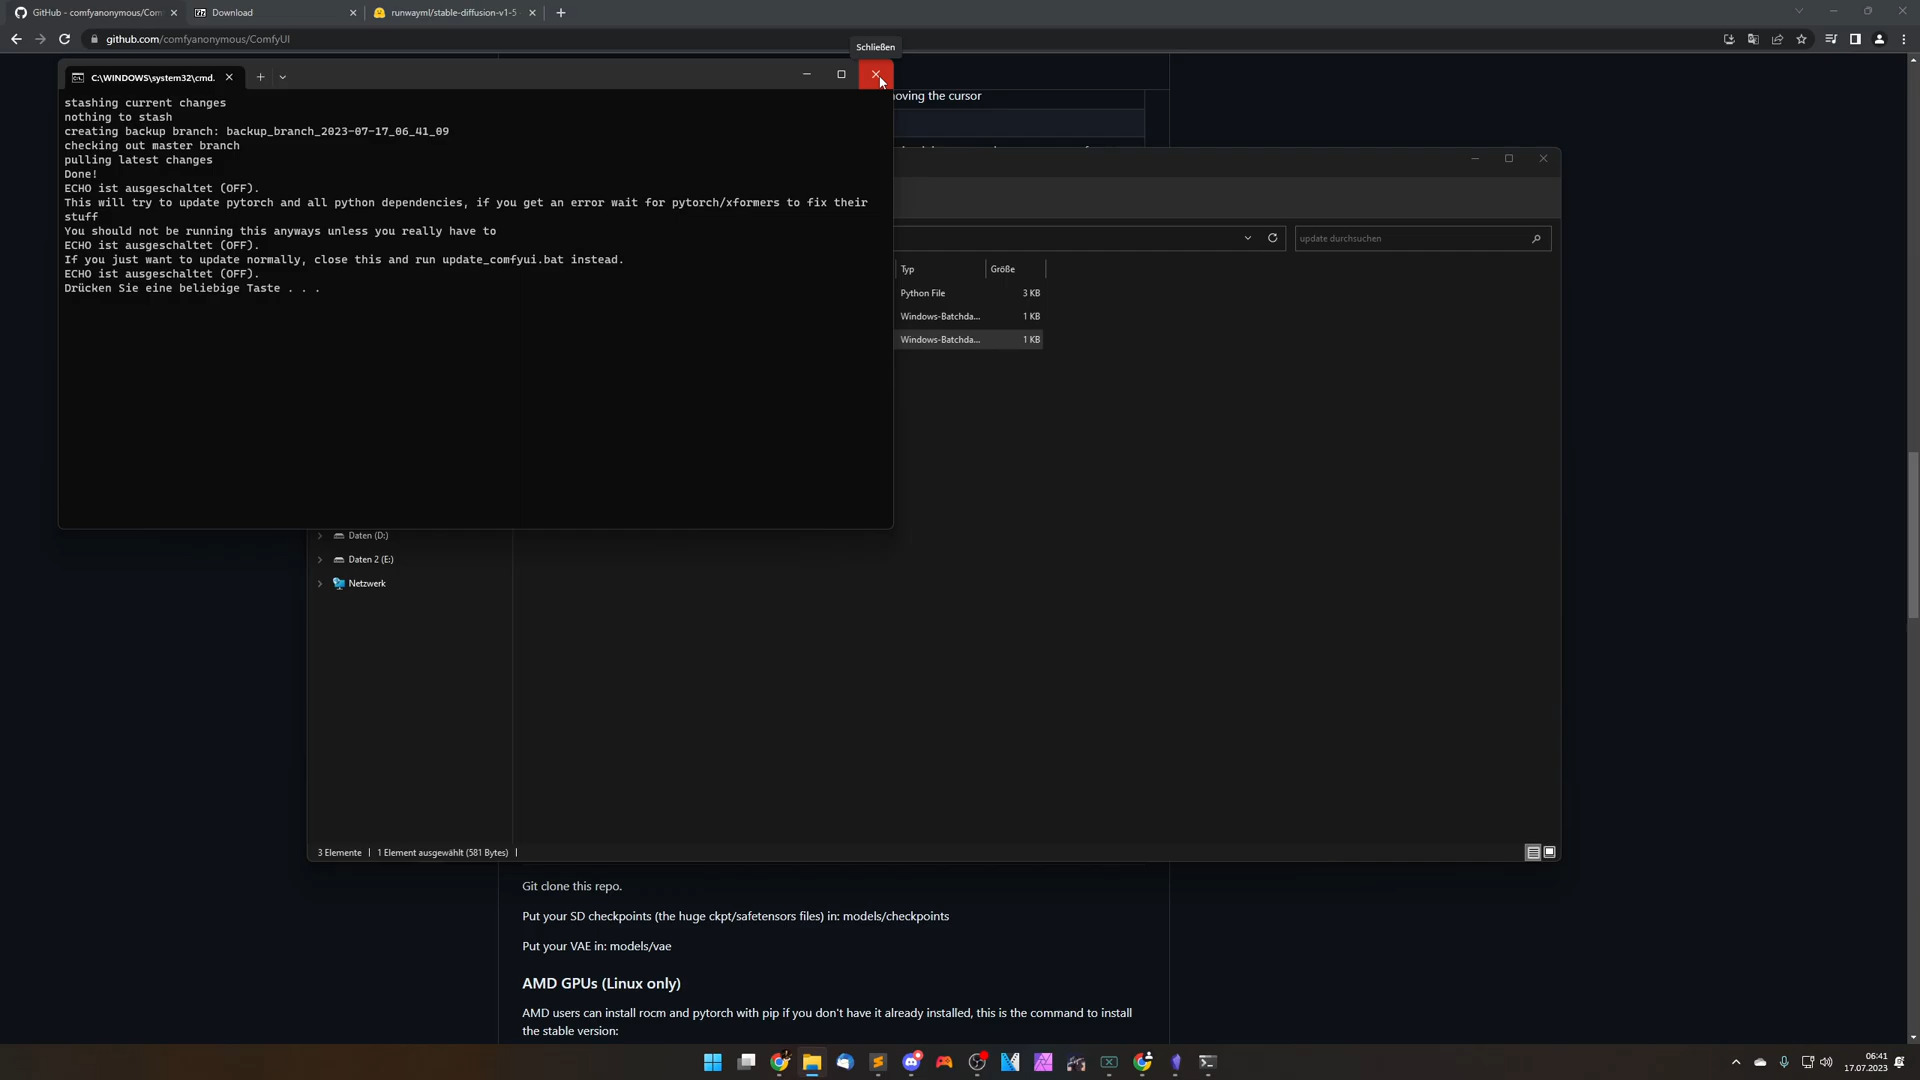 GitHub - comfyanonymous/Com
Download
runwayml/stable-diffusion-v1-5
github.com/comfyanonymous/ComfyUI
Schließen
C:\WINDOWS\system32\cmd.
oving the cursor
stashing current changes
nothing to stash
creating backup branch: backup_branch_2023-07-17_06_41_09
checking out master branch
pulling latest changes
Done!
ECHO ist ausgeschaltet (OFF).
This will try to update pytorch and all python dependencies, if you get an error wait for pytorch/xformers to fix their
stuff
You should not be running this anyways unless you really have to
ECHO ist ausgeschaltet (OFF).
If you just want to update normally, close this and run update_comfyui.bat instead.
ECHO ist ausgeschaltet (OFF).
Drücken Sie eine beliebige Taste . . .
update durchsuchen
Typ Größe
Python File 3 KB
Windows-Batchda... 1 KB
Windows-Batchda... 1 KB
Daten (D:)
Daten 2 (E:)
Netzwerk
3 Elemente 1 Element ausgewählt (581 Bytes)
Git clone this repo.
Put your SD checkpoints (the huge ckpt/safetensors files) in: models/checkpoints
Put your VAE in: models/vae
AMD GPUs (Linux only)
AMD users can install rocm and pytorch with pip if you don't have it already installed, this is the command to install
the stable version:
06:41
17.07.2023